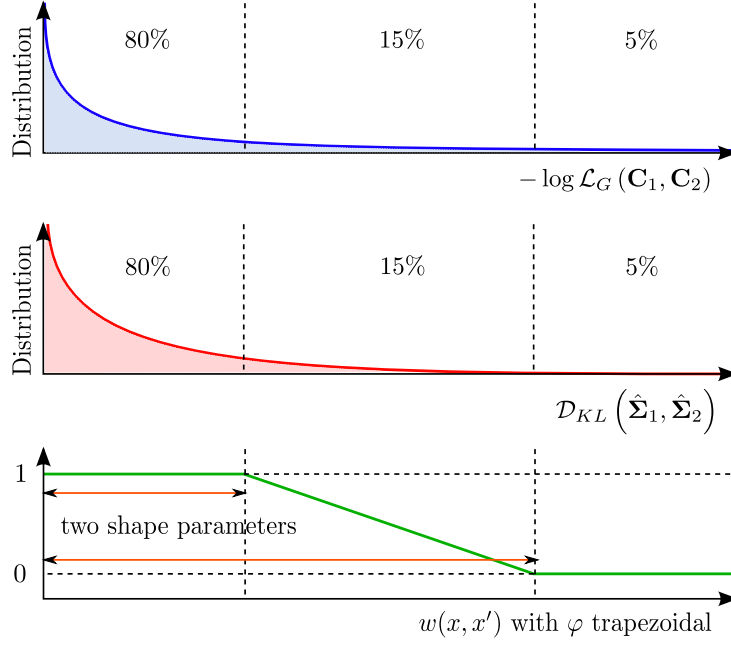 Distribution
80% 15% 5%
− log 𝓛_G (𝐂₁, 𝐂₂)
Distribution
80% 15% 5%
𝒟_KL (𝚺̂₁, 𝚺̂₂)
1
two shape parameters
0
w(x, x′) with φ trapezoidal